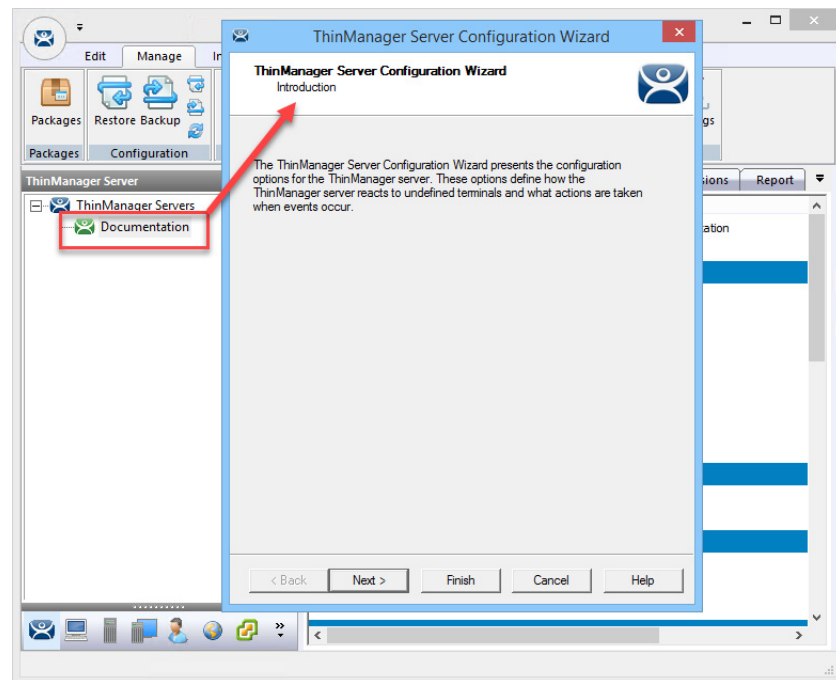 ThinManager Server Configuration Wizard
Edit
Manage
ThinManager Server Configuration Wizard
Introduction
Packages
Restore
Backup
Packages
Configuration
The ThinManager Server Configuration Wizard presents the configuration
options for the ThinManager server. These options define how the
ThinManager server reacts to undefined terminals and what actions are taken
when events occur.
ThinManager Server
Report
ThinManager Servers
Documentation
< Back
Next >
Finish
Cancel
Help